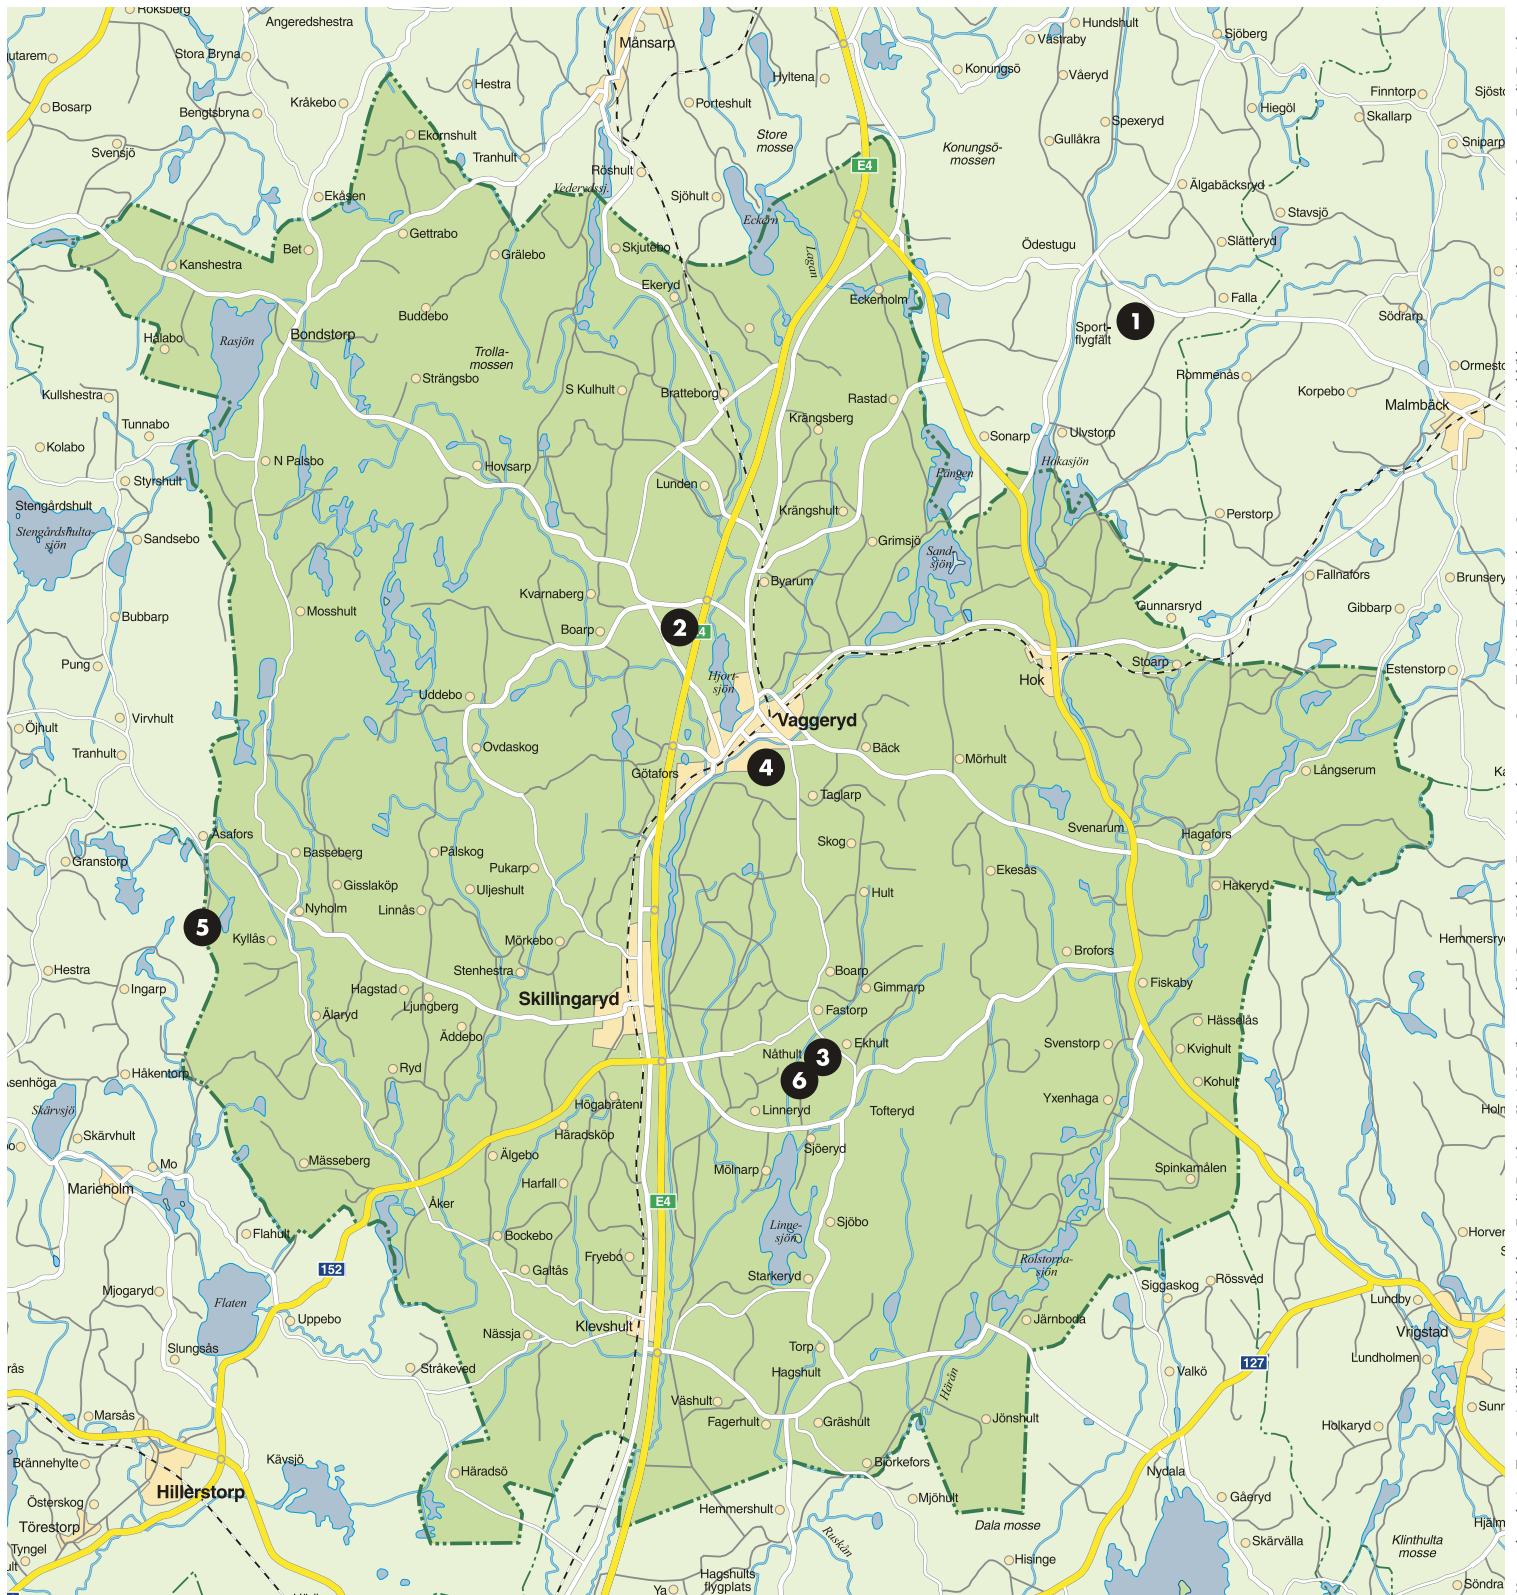 Roksberg
Angeredshestra
Månsarp
Hundshult
Sjöberg
utarem
Stora Bryna
Västraby
Hyltena
Konungsö
Våeryd
Hestra
Finntorp
Bosarp
Bengtsbryna
Kråkebo
Porteshult
Hiegöl
Skallarp
Spexeryd
Svensjö
Ekornshult
Store
mosse
Konungsö-
mossen
Gullåkra
Sniparp
Tranhult
Röshult
E4
Vederydssj.
Älgabäcksryd
Ekåsen
Sjöhult
Stavsjö
Eckern
Gettrabo
Slätteryd
Bet
Skjutebo
Lagan
Ödestugu
Kanshestra
Grälebo
Ekeryd
Eckerholm
Falla
Buddebo
Södrarp
1
Sport-
flygfält
Hålabo
Rasjön
Bondstorp
Trolla-
mossen
Strängsbo
S Kulhult
Bratteborg
Rastad
Rommenås
Korpebo
Kullshestra
Malmbäck
Tunnabo
Krängsberg
Sonarp
Ulvstorp
Kolabo
N Palsbo
Hovsarp
Hokasjön
Fängen
Styrshult
Lunden
Stengårdshult
Krängshult
Perstorp
Stengårdshulta-
sjön
Sandsebo
Grimsjö
Sand-
sjön
Kvarnaberg
Byarum
Fallnafors
Brunsery
Mosshult
Gunnarsryd
Gibbarp
Bubbarp
Boarp
2
Pung
Stoarp
Estenstorp
Hjort-
sjön
Hok
Uddebo
Virvhult
Öjhult
Vaggeryd
Tranhult
Ovdaskog
Bäck
Mörhult
Götafors
4
Långserum
Taglarp
Svenarum
Åsafors
Hagafors
Skog
Granstorp
Basseberg
Pålskog
Pukarp
Ekesås
Gisslaköp
Uljeshult
Hult
Hakeryd
Nyholm
Linnås
5
Kyllås
Mörkebo
Hemmersry
Brofors
Hestra
Stenhestra
Boarp
Ingarp
Hagstad
Ljungberg
Skillingaryd
Gimmarp
Fiskaby
Älaryd
Fastorp
Hässelås
Äddebo
Ekhult
Svenstorp
Kvighult
Nåthult
3
Ryd
Håkentorp
6
Kohult
Skärvsjö
Högabråten
Linneryd
Tofteryd
Yxenhaga
Häradsköp
Skärvhult
Sjöeryd
Mässeberg
Älgebo
Mölnarp
Spinkamålen
Mo
Marieholm
Harfall
Åker
E4
Flahult
Bockebo
Linne-
sjön
Sjöbo
Fryebo
152
Galtås
Starkeryd
Rolstorpa-
sjön
Siggaskog
Rössved
Mjogaryd
Flaten
Lundby
Uppebo
Klevshult
Järnboda
Nässja
Vrigstad
Slungsås
Torp
127
Lundholmen
Stråkeved
Hagshult
Valkö
Härån
Marsås
Väshult
Fagerhult
Gräshult
Jönshult
Holkaryd
Brännehylte
Kävsjö
Häradsö
Björkefors
Nydala
Hillerstorp
Mjöhult
Gåeryd
Österskog
Hemmershult
Törestorp
Dala mosse
Skärvälla
Klinthulta
mosse
Ruskån
Tyngel
Hisinge
Hagshults
flygplats
Ya
Söndra